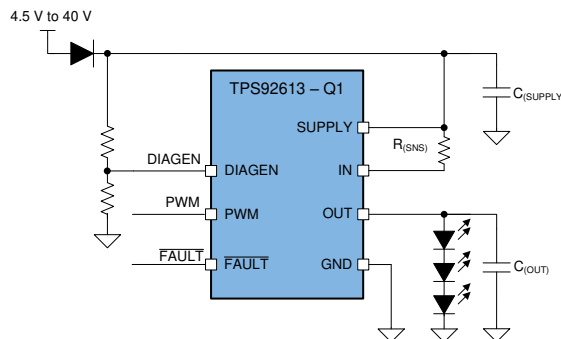 4.5 V to 40 V
TPS92613 – Q1
C(SUPPLY
SUPPLY
R(SNS)
DIAGEN
DIAGEN
IN
PWM
PWM
OUT
FAULT
FAULT
GND
C(OUT)